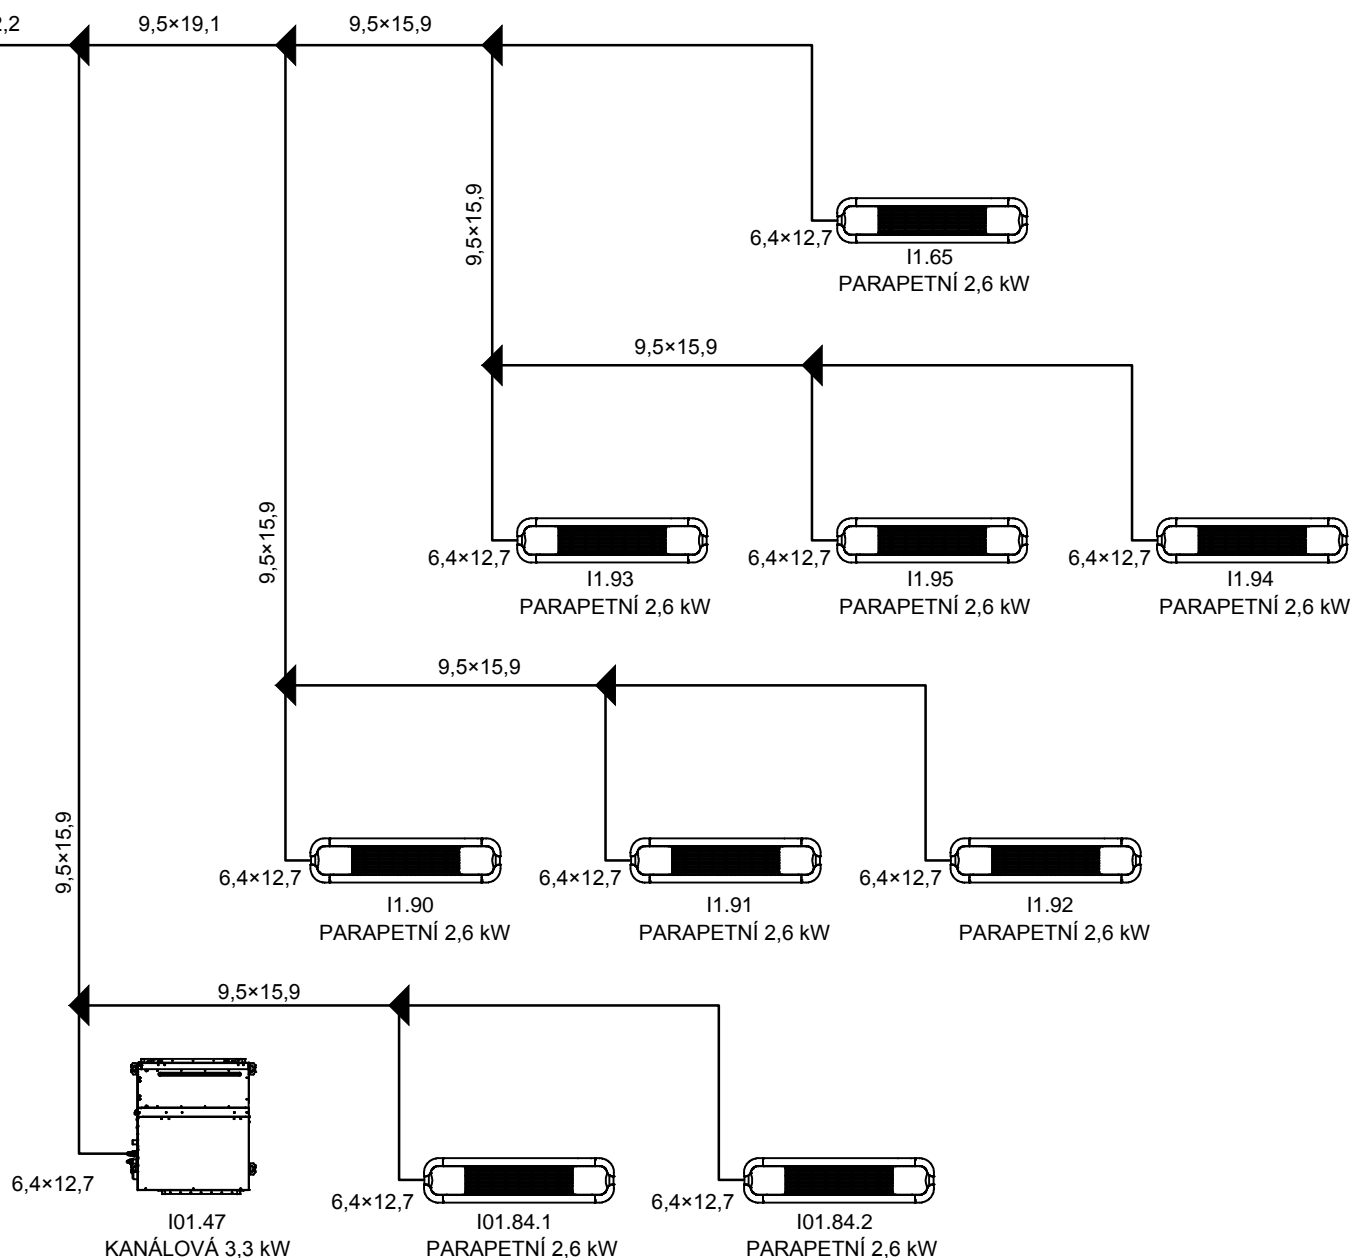 9,5×19,1
9,5×15,9
9,5×15,9
6,4×12,7
I1.65
PARAPETNÍ 2,6 kW
9,5×15,9
9,5×15,9
6,4×12,7
I1.93
PARAPETNÍ 2,6 kW
6,4×12,7
I1.95
PARAPETNÍ 2,6 kW
6,4×12,7
I1.94
PARAPETNÍ 2,6 kW
9,5×15,9
9,5×15,9
6,4×12,7
I1.90
PARAPETNÍ 2,6 kW
6,4×12,7
I1.91
PARAPETNÍ 2,6 kW
6,4×12,7
I1.92
PARAPETNÍ 2,6 kW
9,5×15,9
6,4×12,7
I01.47
KANÁLOVÁ 3,3 kW
6,4×12,7
I01.84.1
PARAPETNÍ 2,6 kW
6,4×12,7
I01.84.2
PARAPETNÍ 2,6 kW